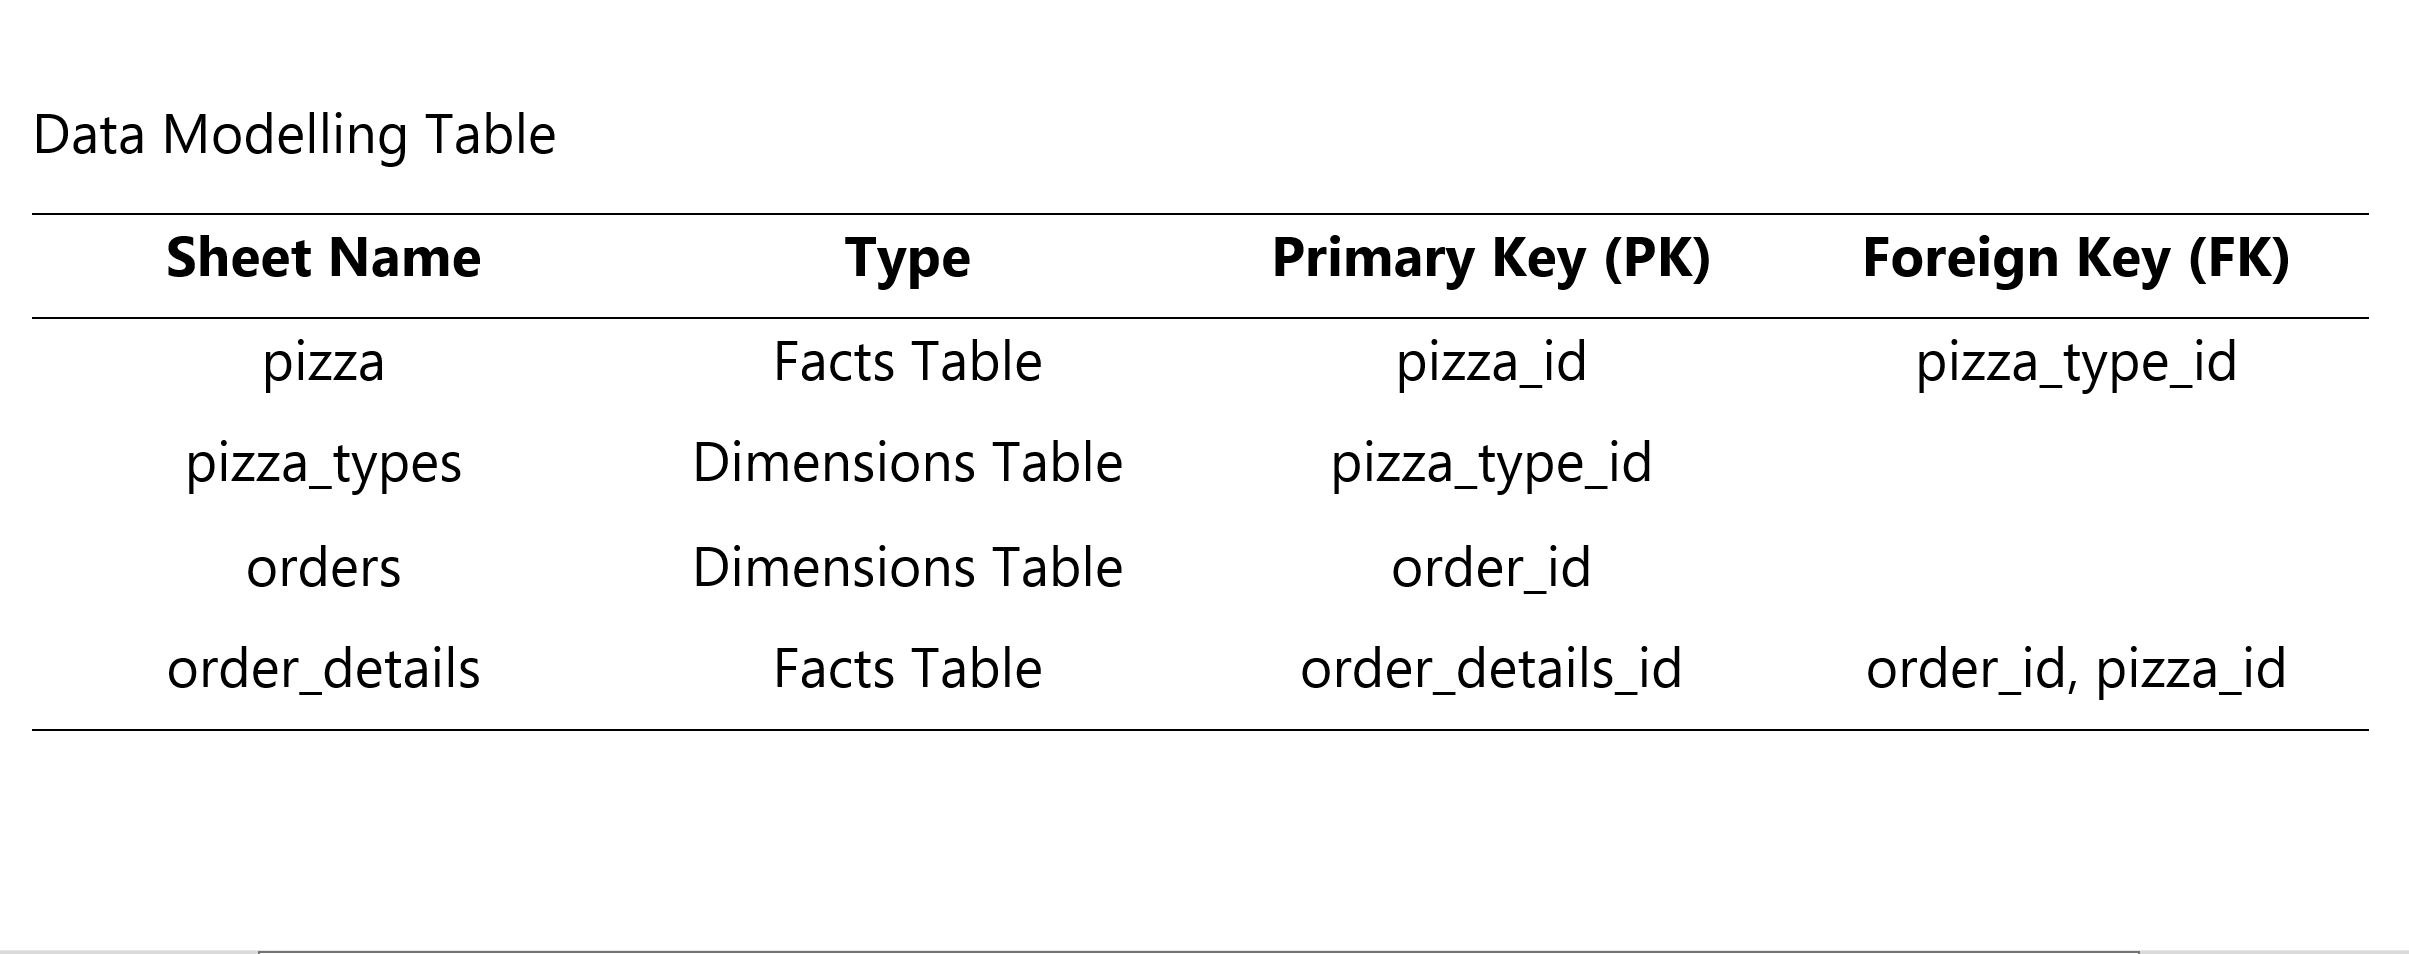 Data Modelling Table
Sheet Name Type Primary Key (PK) Foreign Key (FK)
pizza Facts Table pizza_id pizza_type_id
pizza_types Dimensions Table pizza_type_id
orders Dimensions Table order_id
order_details Facts Table order_details_id order_id, pizza_id